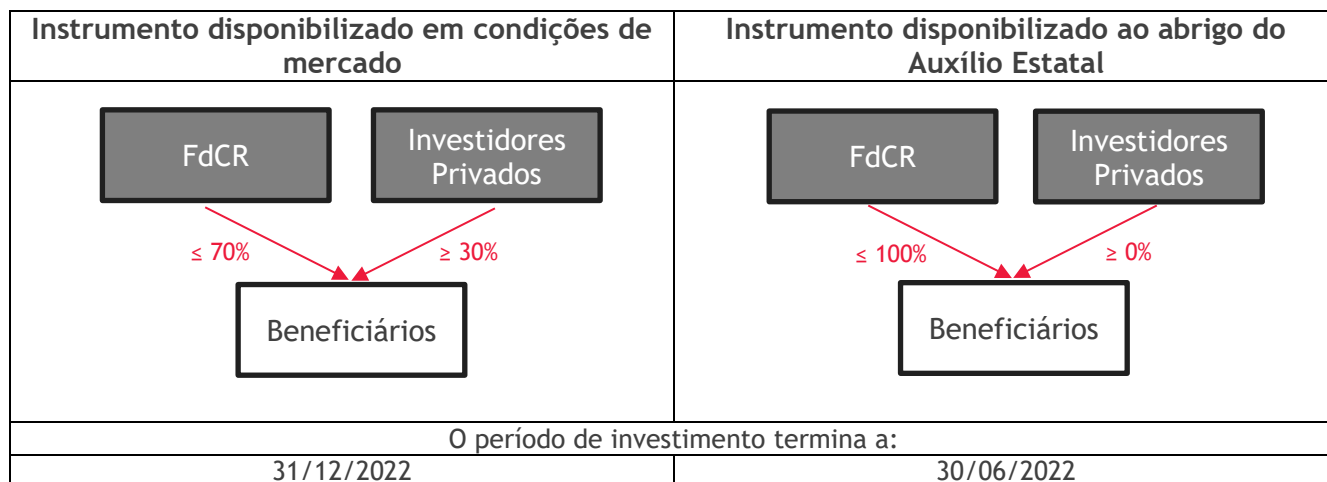 Instrumento disponibilizado em condições de
mercado
Instrumento disponibilizado ao abrigo do
Auxílio Estatal
FdCR
Investidores
Privados
≤ 70%
≥ 30%
Beneficiários
FdCR
Investidores
Privados
≤ 100%
≥ 0%
Beneficiários
O período de investimento termina a:
31/12/2022
30/06/2022